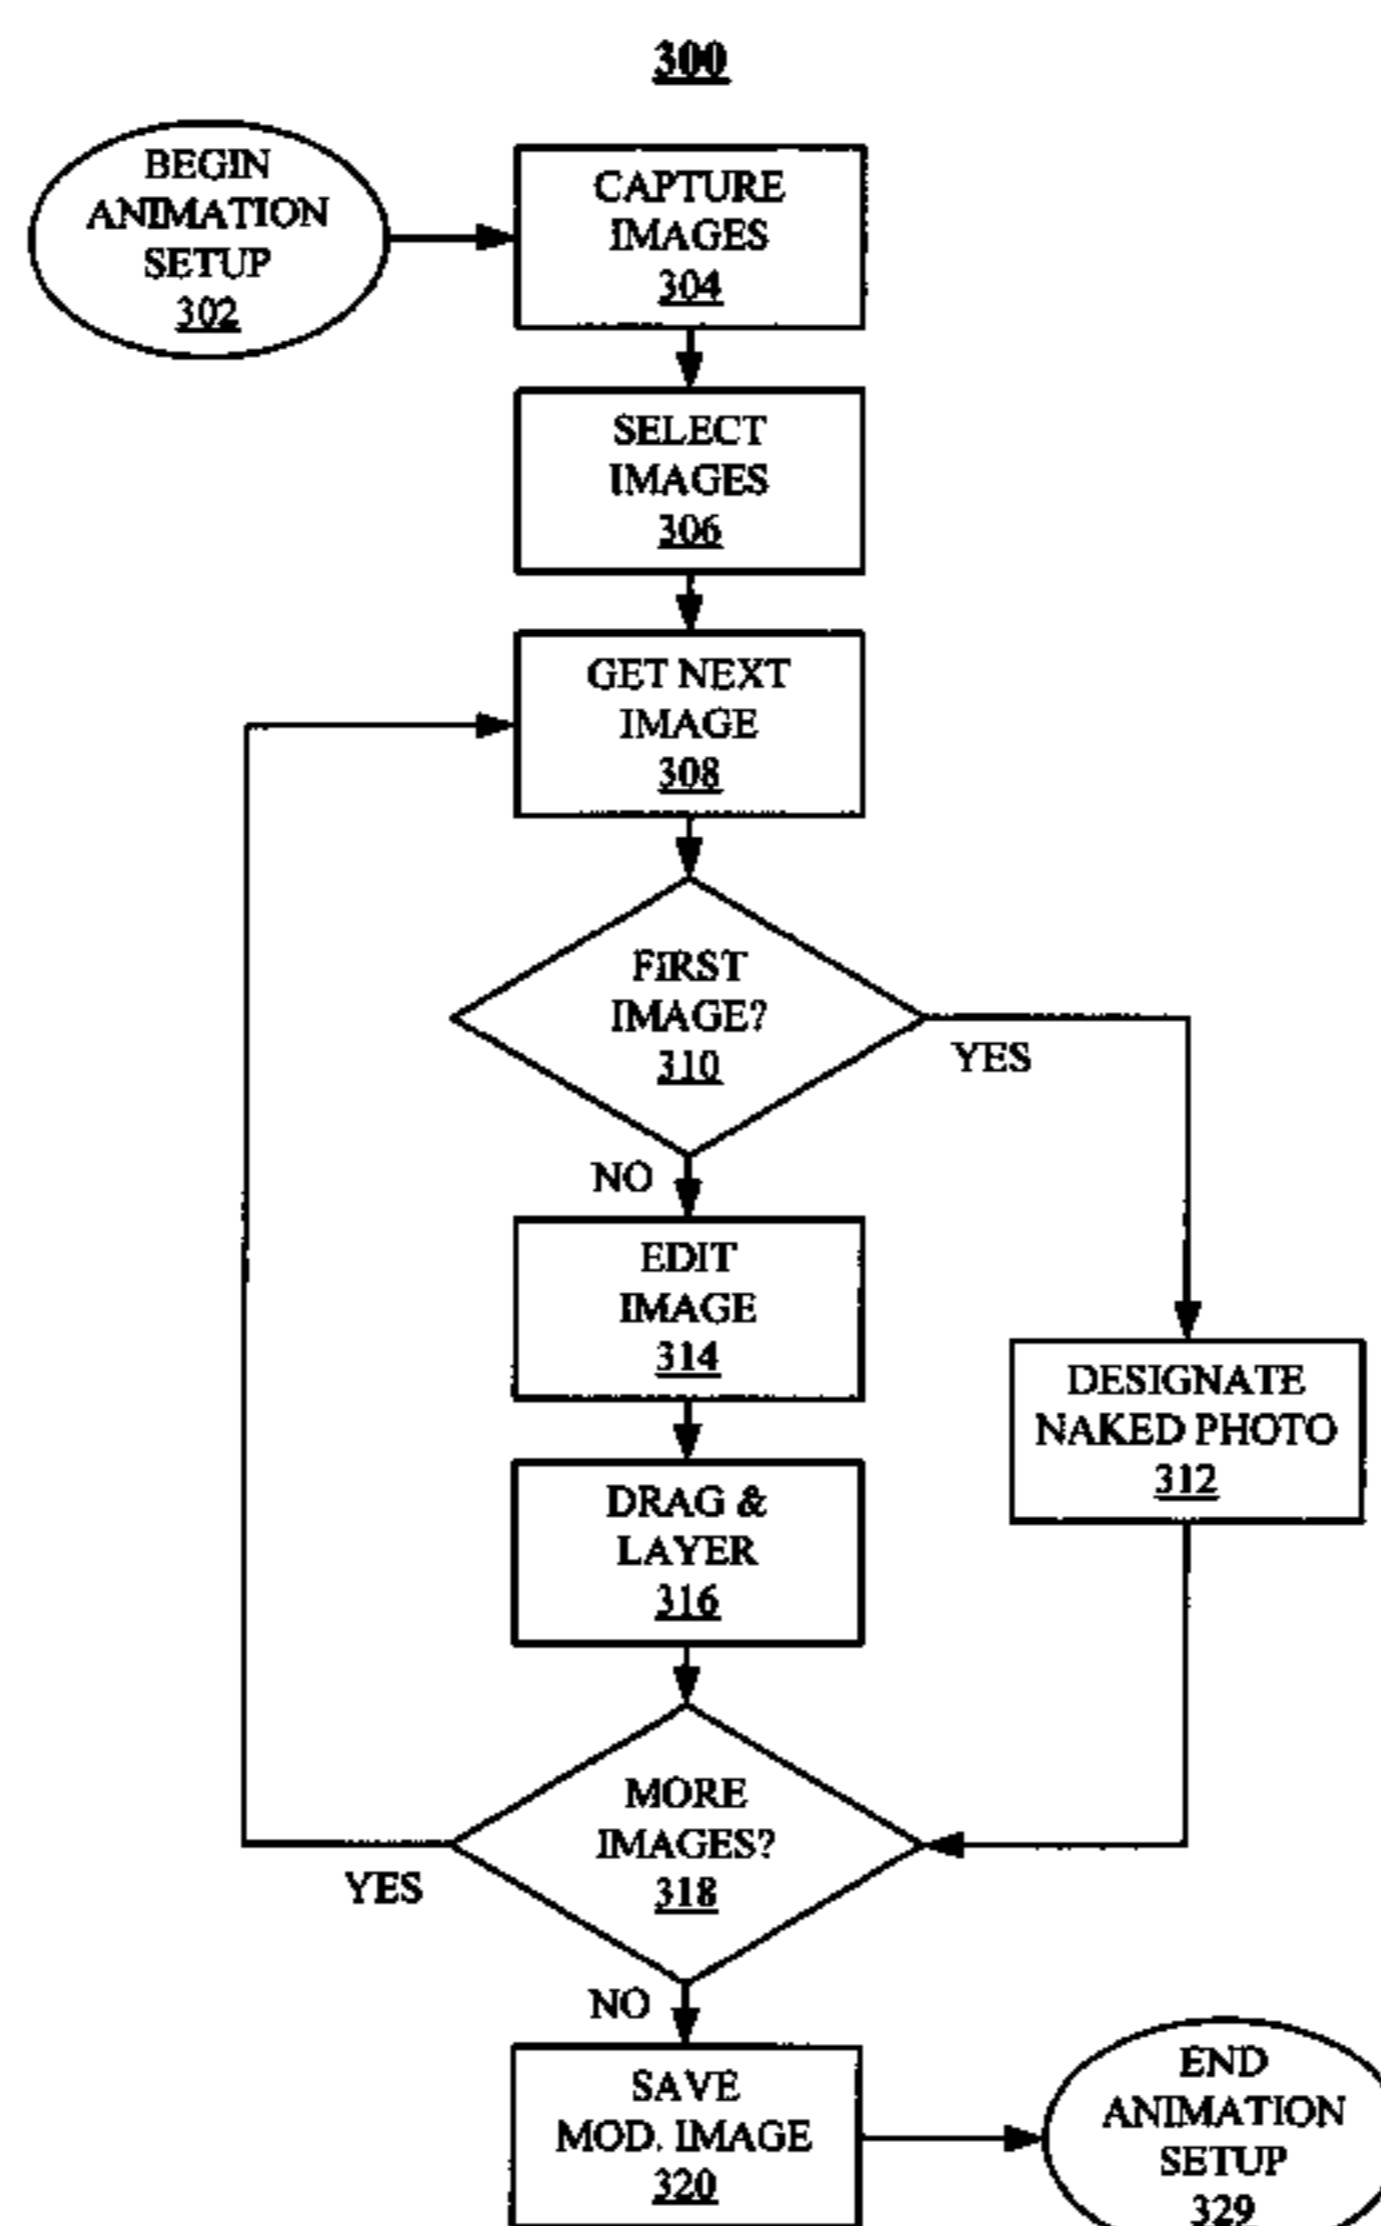 300
BEGIN
ANIMATION
SETUP
302
CAPTURE
IMAGES
304
SELECT
IMAGES
306
GET NEXT
IMAGE
308
FIRST
IMAGE?
310
YES
NO
EDIT
IMAGE
314
DESIGNATE
NAKED PHOTO
312
DRAG &
LAYER
316
MORE
IMAGES?
318
YES
NO
SAVE
MOD. IMAGE
320
END
ANIMATION
SETUP
329